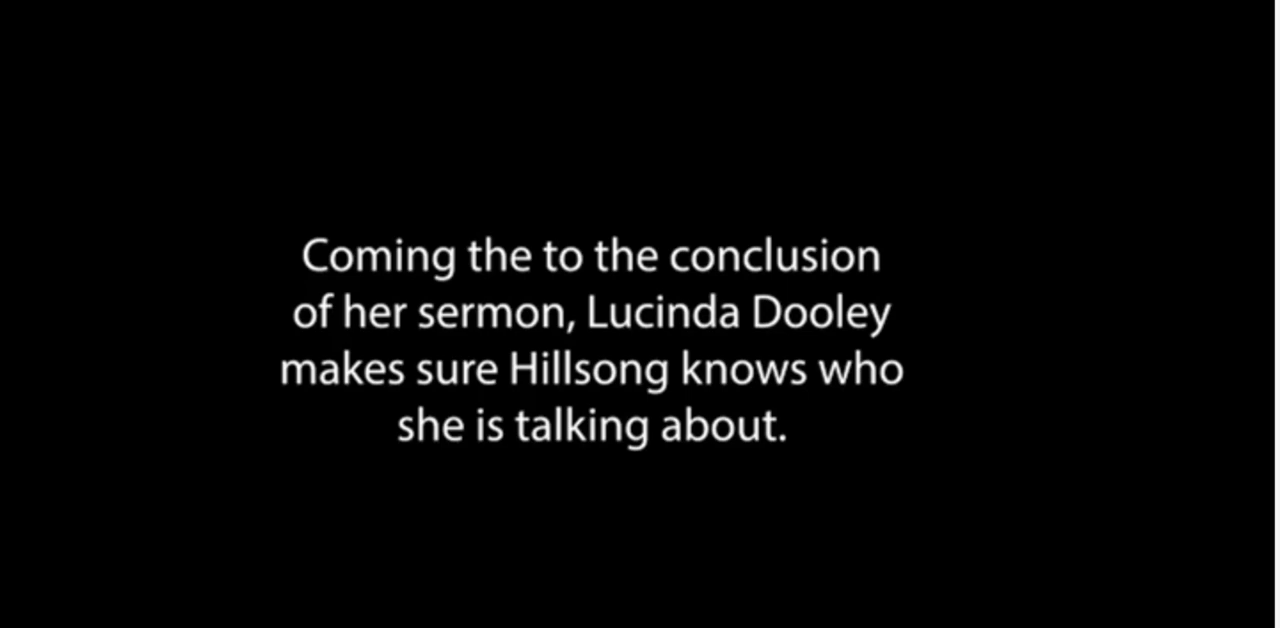 Coming the to the conclusion
of her sermon, Lucinda Dooley
makes sure Hillsong knows who
she is talking about.